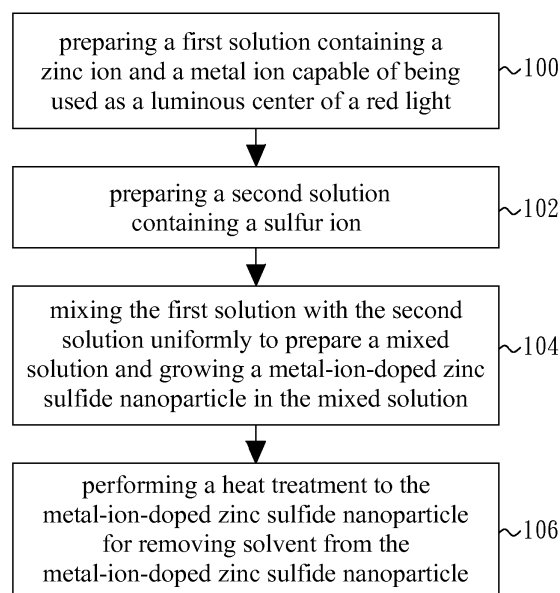 preparing a first solution containing a
zinc ion and a metal ion capable of being
used as a luminous center of a red light
100
preparing a second solution
containing a sulfur ion
102
mixing the first solution with the second
solution uniformly to prepare a mixed
solution and growing a metal-ion-doped zinc
sulfide nanoparticle in the mixed solution
104
performing a heat treatment to the
metal-ion-doped zinc sulfide nanoparticle
for removing solvent from the
metal-ion-doped zinc sulfide nanoparticle
106